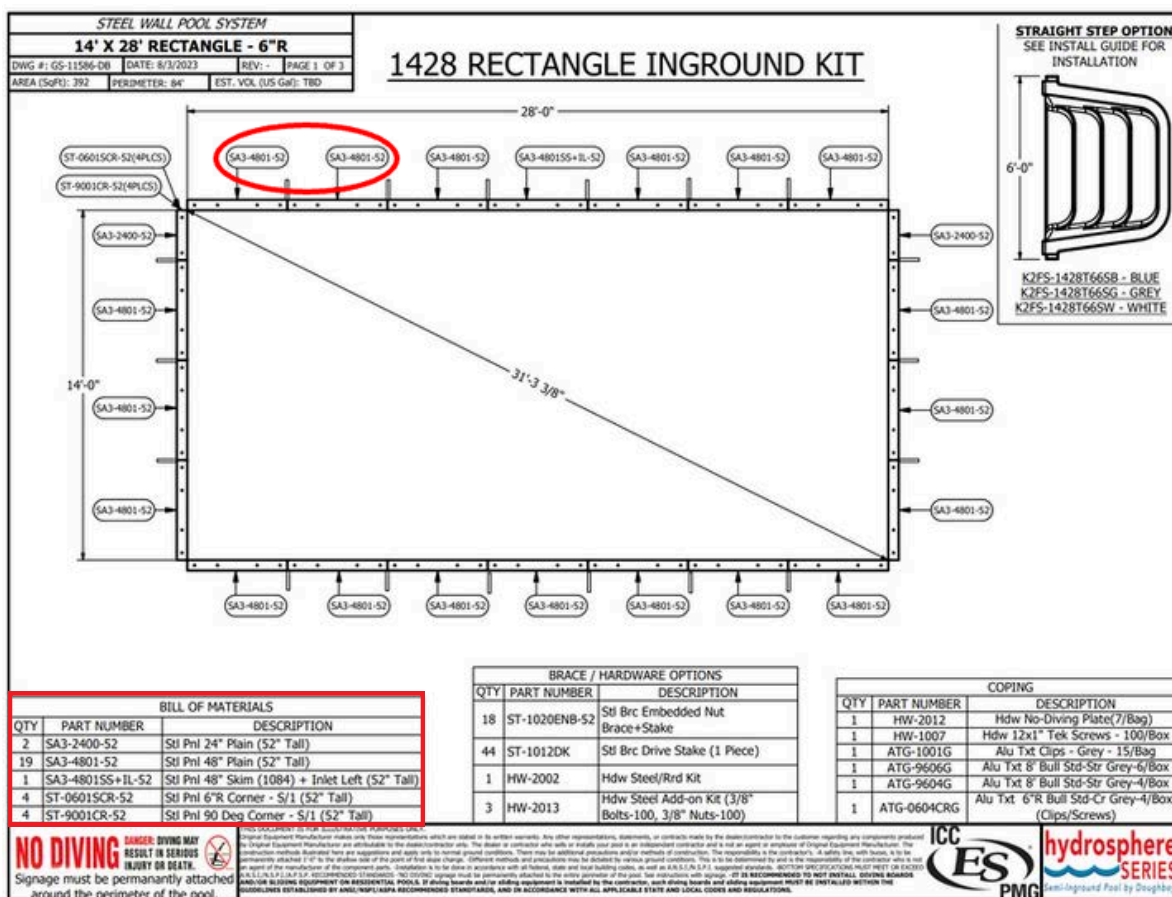 STEEL WALL POOL SYSTEM
14' X 28' RECTANGLE - 6"R
DWG #: GS-11586-DB DATE: 8/3/2023 REV: - PAGE 1 OF 3
AREA (SqFt): 392 PERIMETER: 84' EST. VOL (US Gal): TBD
1428 RECTANGLE INGROUND KIT
STRAIGHT STEP OPTION
SEE INSTALL GUIDE FOR
INSTALLATION
6'-0"
K2FS-1428T66SB - BLUE
K2FS-1428T66SG - GREY
K2FS-1428T66SW - WHITE
28'-0"
ST-0601SCR-52(4PLCS)
ST-9001CR-52(4PLCS)
SA3-4801-52 SA3-4801-52 SA3-4801-52 SA3-4801SS+IL-52 SA3-4801-52 SA3-4801-52 SA3-4801-52
SA3-2400-52 SA3-2400-52
SA3-4801-52 SA3-4801-52
14'-0"
31'-3 3/8"
SA3-4801-52 SA3-4801-52
SA3-4801-52 SA3-4801-52
SA3-4801-52 SA3-4801-52 SA3-4801-52 SA3-4801-52 SA3-4801-52 SA3-4801-52 SA3-4801-52
BILL OF MATERIALS
QTY PART NUMBER DESCRIPTION
2 SA3-2400-52 Stl Pnl 24" Plain (52" Tall)
19 SA3-4801-52 Stl Pnl 48" Plain (52" Tall)
1 SA3-4801SS+IL-52 Stl Pnl 48" Skim (1084) + Inlet Left (52" Tall)
4 ST-0601SCR-52 Stl Pnl 6"R Corner - S/1 (52" Tall)
4 ST-9001CR-52 Stl Pnl 90 Deg Corner - S/1 (52" Tall)
BRACE / HARDWARE OPTIONS
QTY PART NUMBER DESCRIPTION
18 ST-1020ENB-52 Stl Brc Embedded Nut
Brace+Stake
44 ST-1012DK Stl Brc Drive Stake (1 Piece)
1 HW-2002 Hdw Steel/Rrd Kit
3 HW-2013 Hdw Steel Add-on Kit (3/8"
Bolts-100, 3/8" Nuts-100)
COPING
QTY PART NUMBER DESCRIPTION
1 HW-2012 Hdw No-Diving Plate(7/Bag)
1 HW-1007 Hdw 12x1" Tek Screws - 100/Box
1 ATG-1001G Alu Txt Clips - Grey - 15/Bag
1 ATG-9606G Alu Txt 8' Bull Std-Str Grey-6/Box
1 ATG-9604G Alu Txt 8' Bull Std-Str Grey-4/Box
1 ATG-0604CRG Alu Txt 6"R Bull Std-Cr Grey-4/Box
(Clips/Screws)
NO DIVING
DANGER: DIVING MAY
RESULT IN SERIOUS
INJURY OR DEATH.
Signage must be permanantly attached
around the perimeter of the pool.
THIS DOCUMENT IS FOR ILLUSTRATIVE PURPOSES ONLY.
ICC
ES
PMG
hydrosphere
SERIES
Semi-Inground Pool by Doughboy